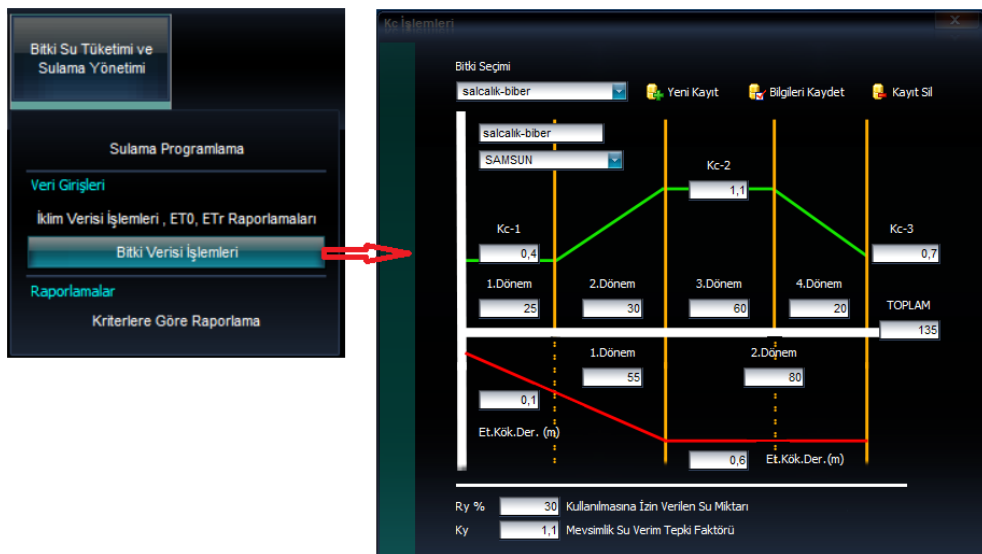 Bitki Su Tüketimi ve
Sulama Yönetimi
Sulama Programlama
Veri Girişleri
İklim Verisi İşlemleri , ET0, ETr Raporlamaları
Bitki Verisi İşlemleri
Raporlamalar
Kriterlere Göre Raporlama
Kc İşlemleri
Bitki Seçimi
salcalık-biber
Yeni Kayıt
Bilgileri Kaydet
Kayıt Sil
salcalık-biber
SAMSUN
Kc-2
1,1
Kc-1
0,4
Kc-3
0,7
1.Dönem
2.Dönem
3.Dönem
4.Dönem
25
30
60
20
TOPLAM
135
1.Dönem
2.Dönem
55
80
0,1
Et.Kök.Der. (m)
0,6
Et.Kök.Der.(m)
Ry % 30 Kullanılmasına İzin Verilen Su Miktarı
Ky 1,1 Mevsimlik Su Verim Tepki Faktörü